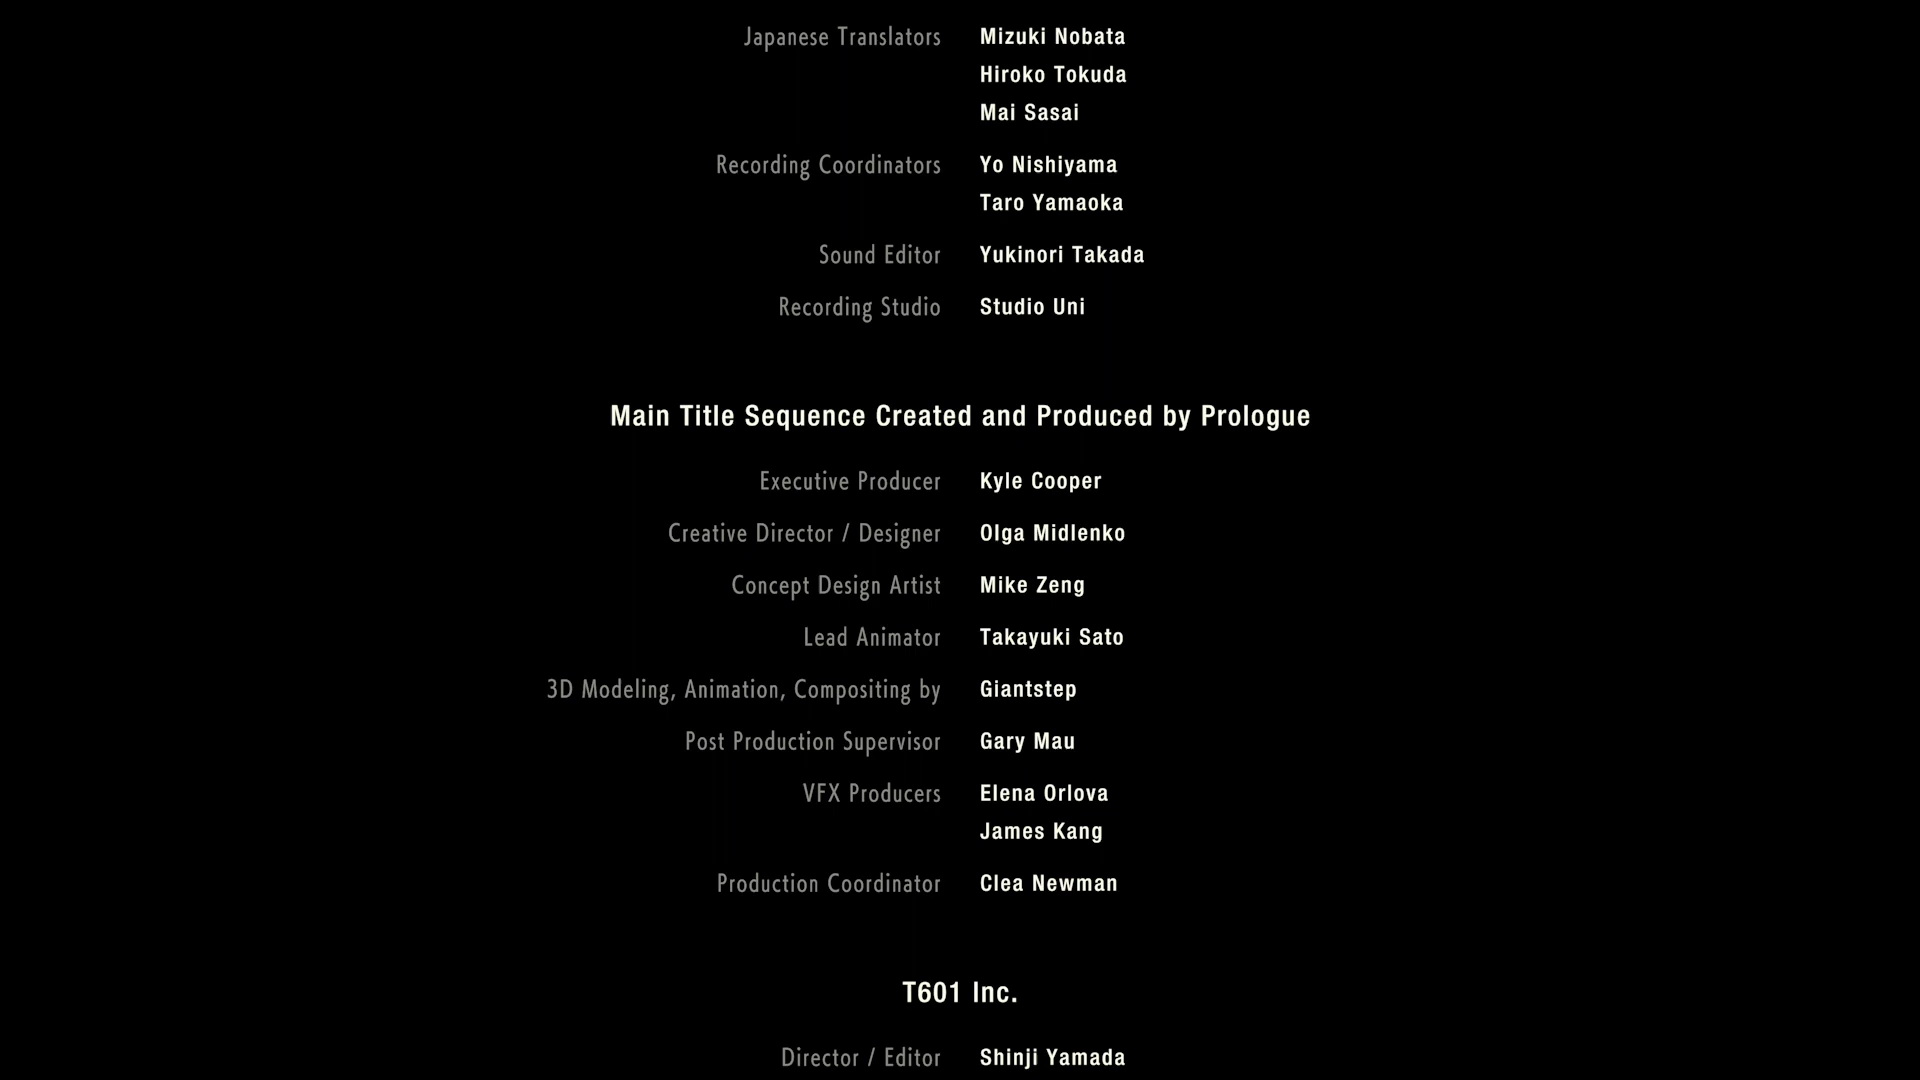 Japanese Translators Mizuki Nobata
Hiroko Tokuda
Mai Sasai
Recording Coordinators Yo Nishiyama
Taro Yamaoka
Sound Editor Yukinori Takada
Recording Studio Studio Uni
Main Title Sequence Created and Produced by Prologue
Executive Producer Kyle Cooper
Creative Director / Designer Olga Midlenko
Concept Design Artist Mike Zeng
Lead Animator Takayuki Sato
3D Modeling, Animation, Compositing by Giantstep
Post Production Supervisor Gary Mau
VFX Producers Elena Orlova
James Kang
Production Coordinator Clea Newman
T601 Inc.
Director / Editor Shinji Yamada